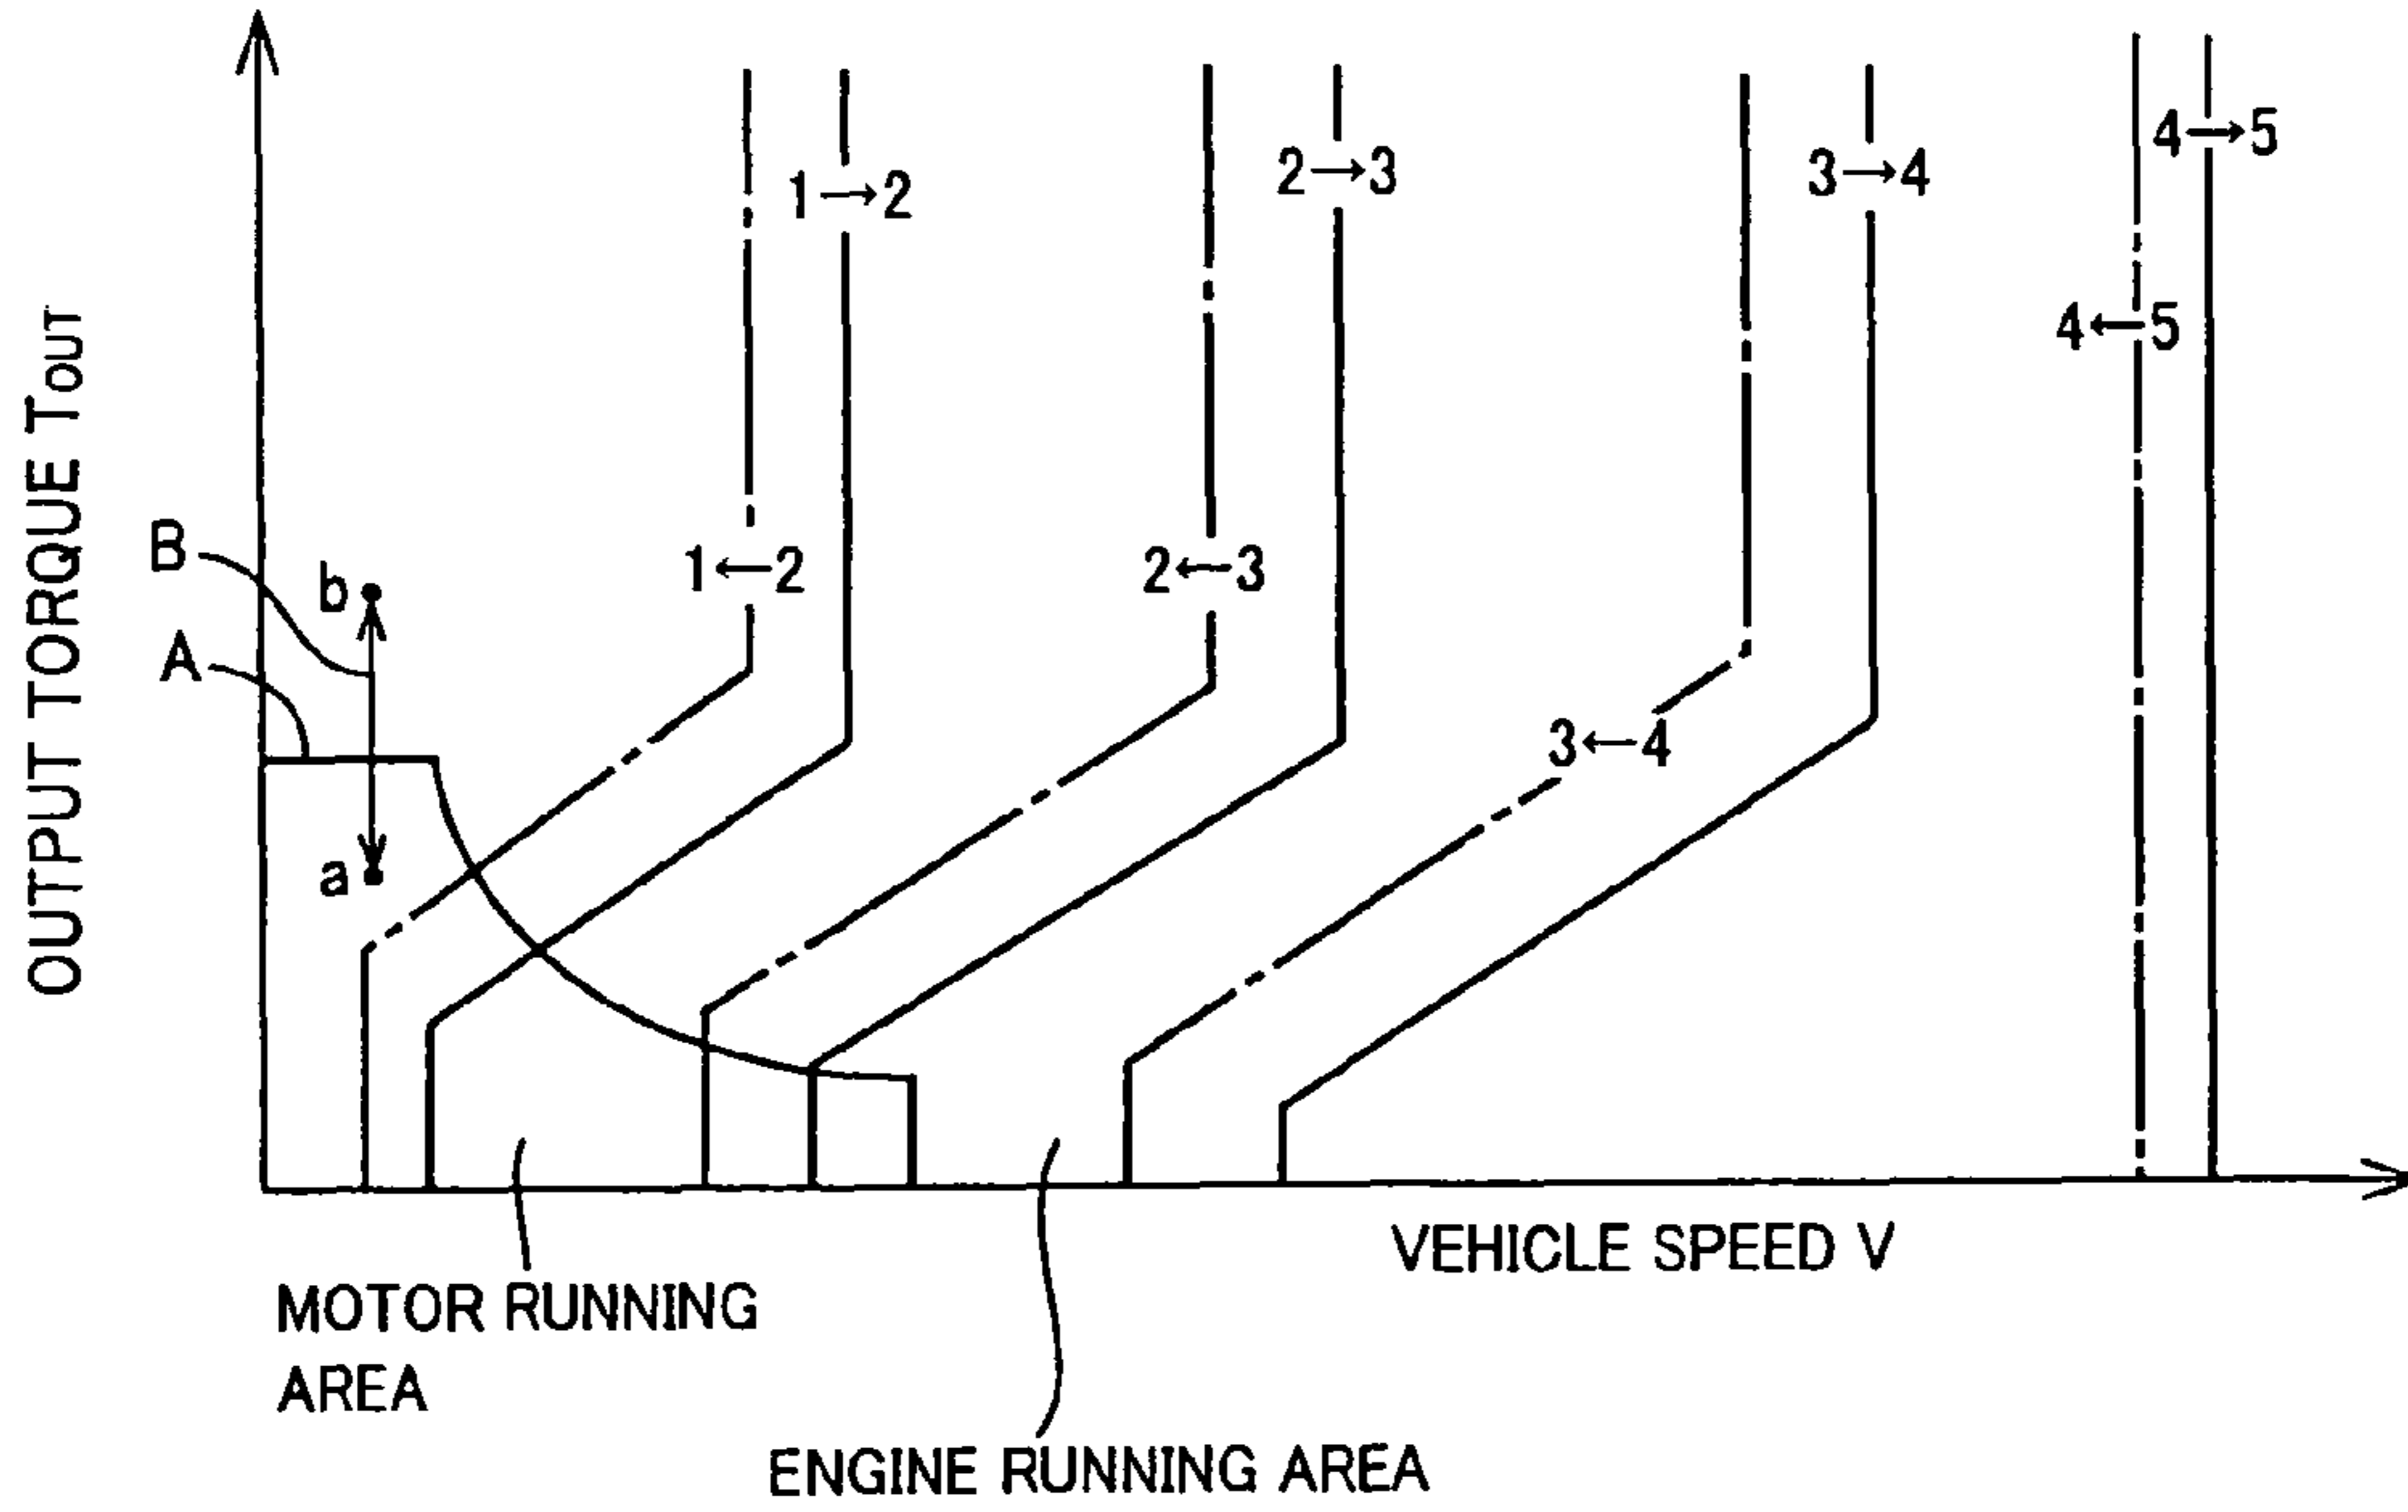 OUTPUT TORQUE TOUT
4→5
1→2
2→3
3→4
4←5
B
b
1←2
2←3
A
3←4
a
VEHICLE SPEED V
MOTOR RUNNING
AREA
ENGINE RUNNING AREA